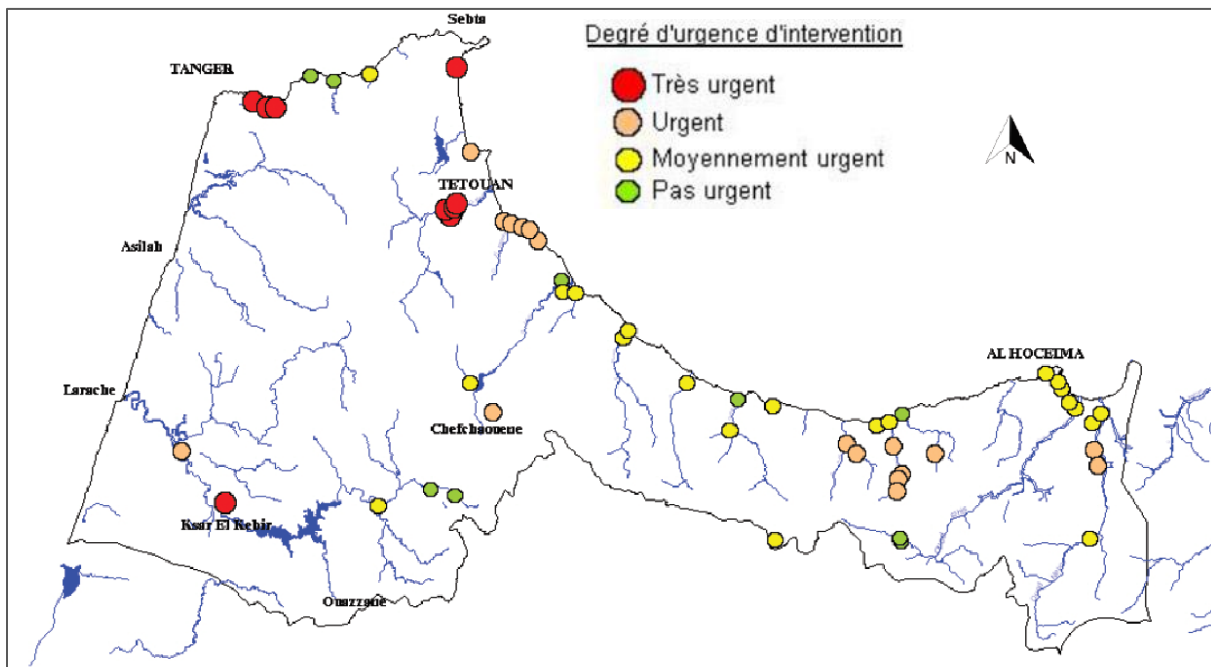 Sebta
Degré d'urgence d'intervention
TANGER
Très urgent
Urgent
N
Moyennement urgent
TETOUAN
Pas urgent
Asilah
AL HOCEIMA
Larache
Chefchaouene
Ksar El Kebir
Ouazzane